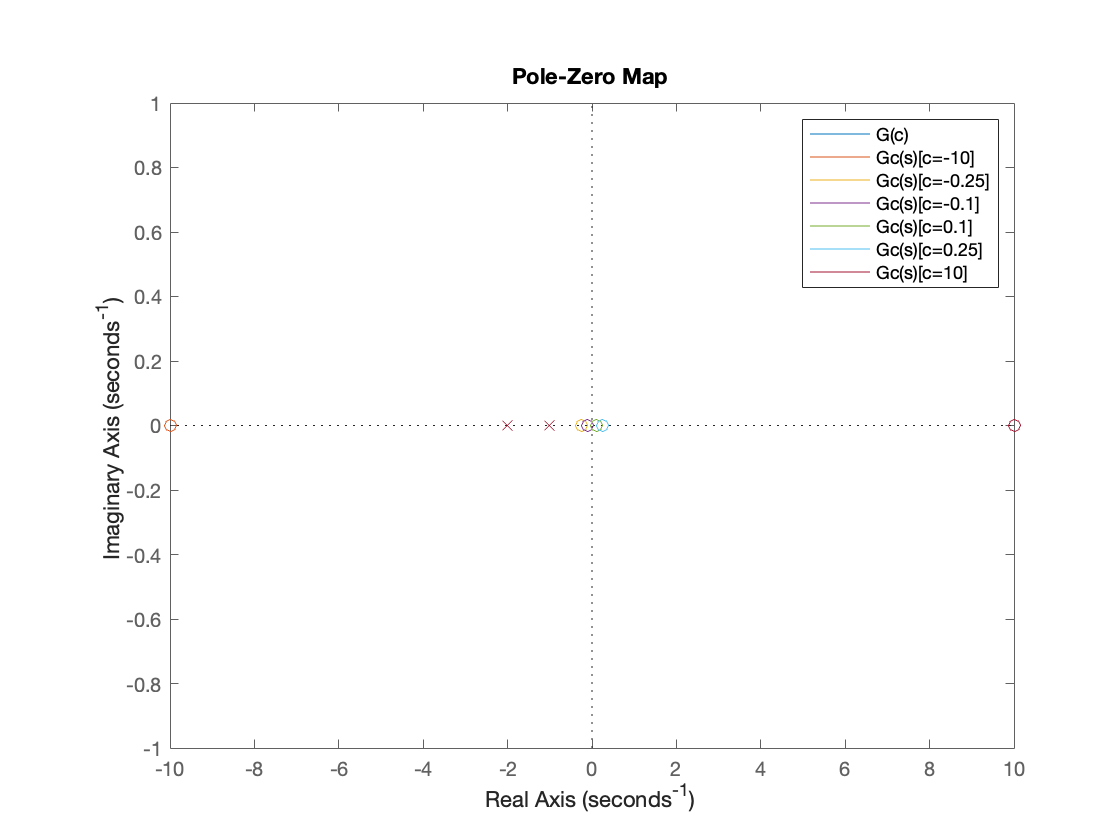 Pole-Zero Map
1
0.8
0.6
0.4
0.2
0
-0.2
-0.4
-0.6
-0.8
-1
Imaginary Axis (seconds⁻¹)
G(c)
Gc(s)[c=-10]
Gc(s)[c=-0.25]
Gc(s)[c=-0.1]
Gc(s)[c=0.1]
Gc(s)[c=0.25]
Gc(s)[c=10]
-10 -8 -6 -4 -2 0 2 4 6 8 10
Real Axis (seconds⁻¹)